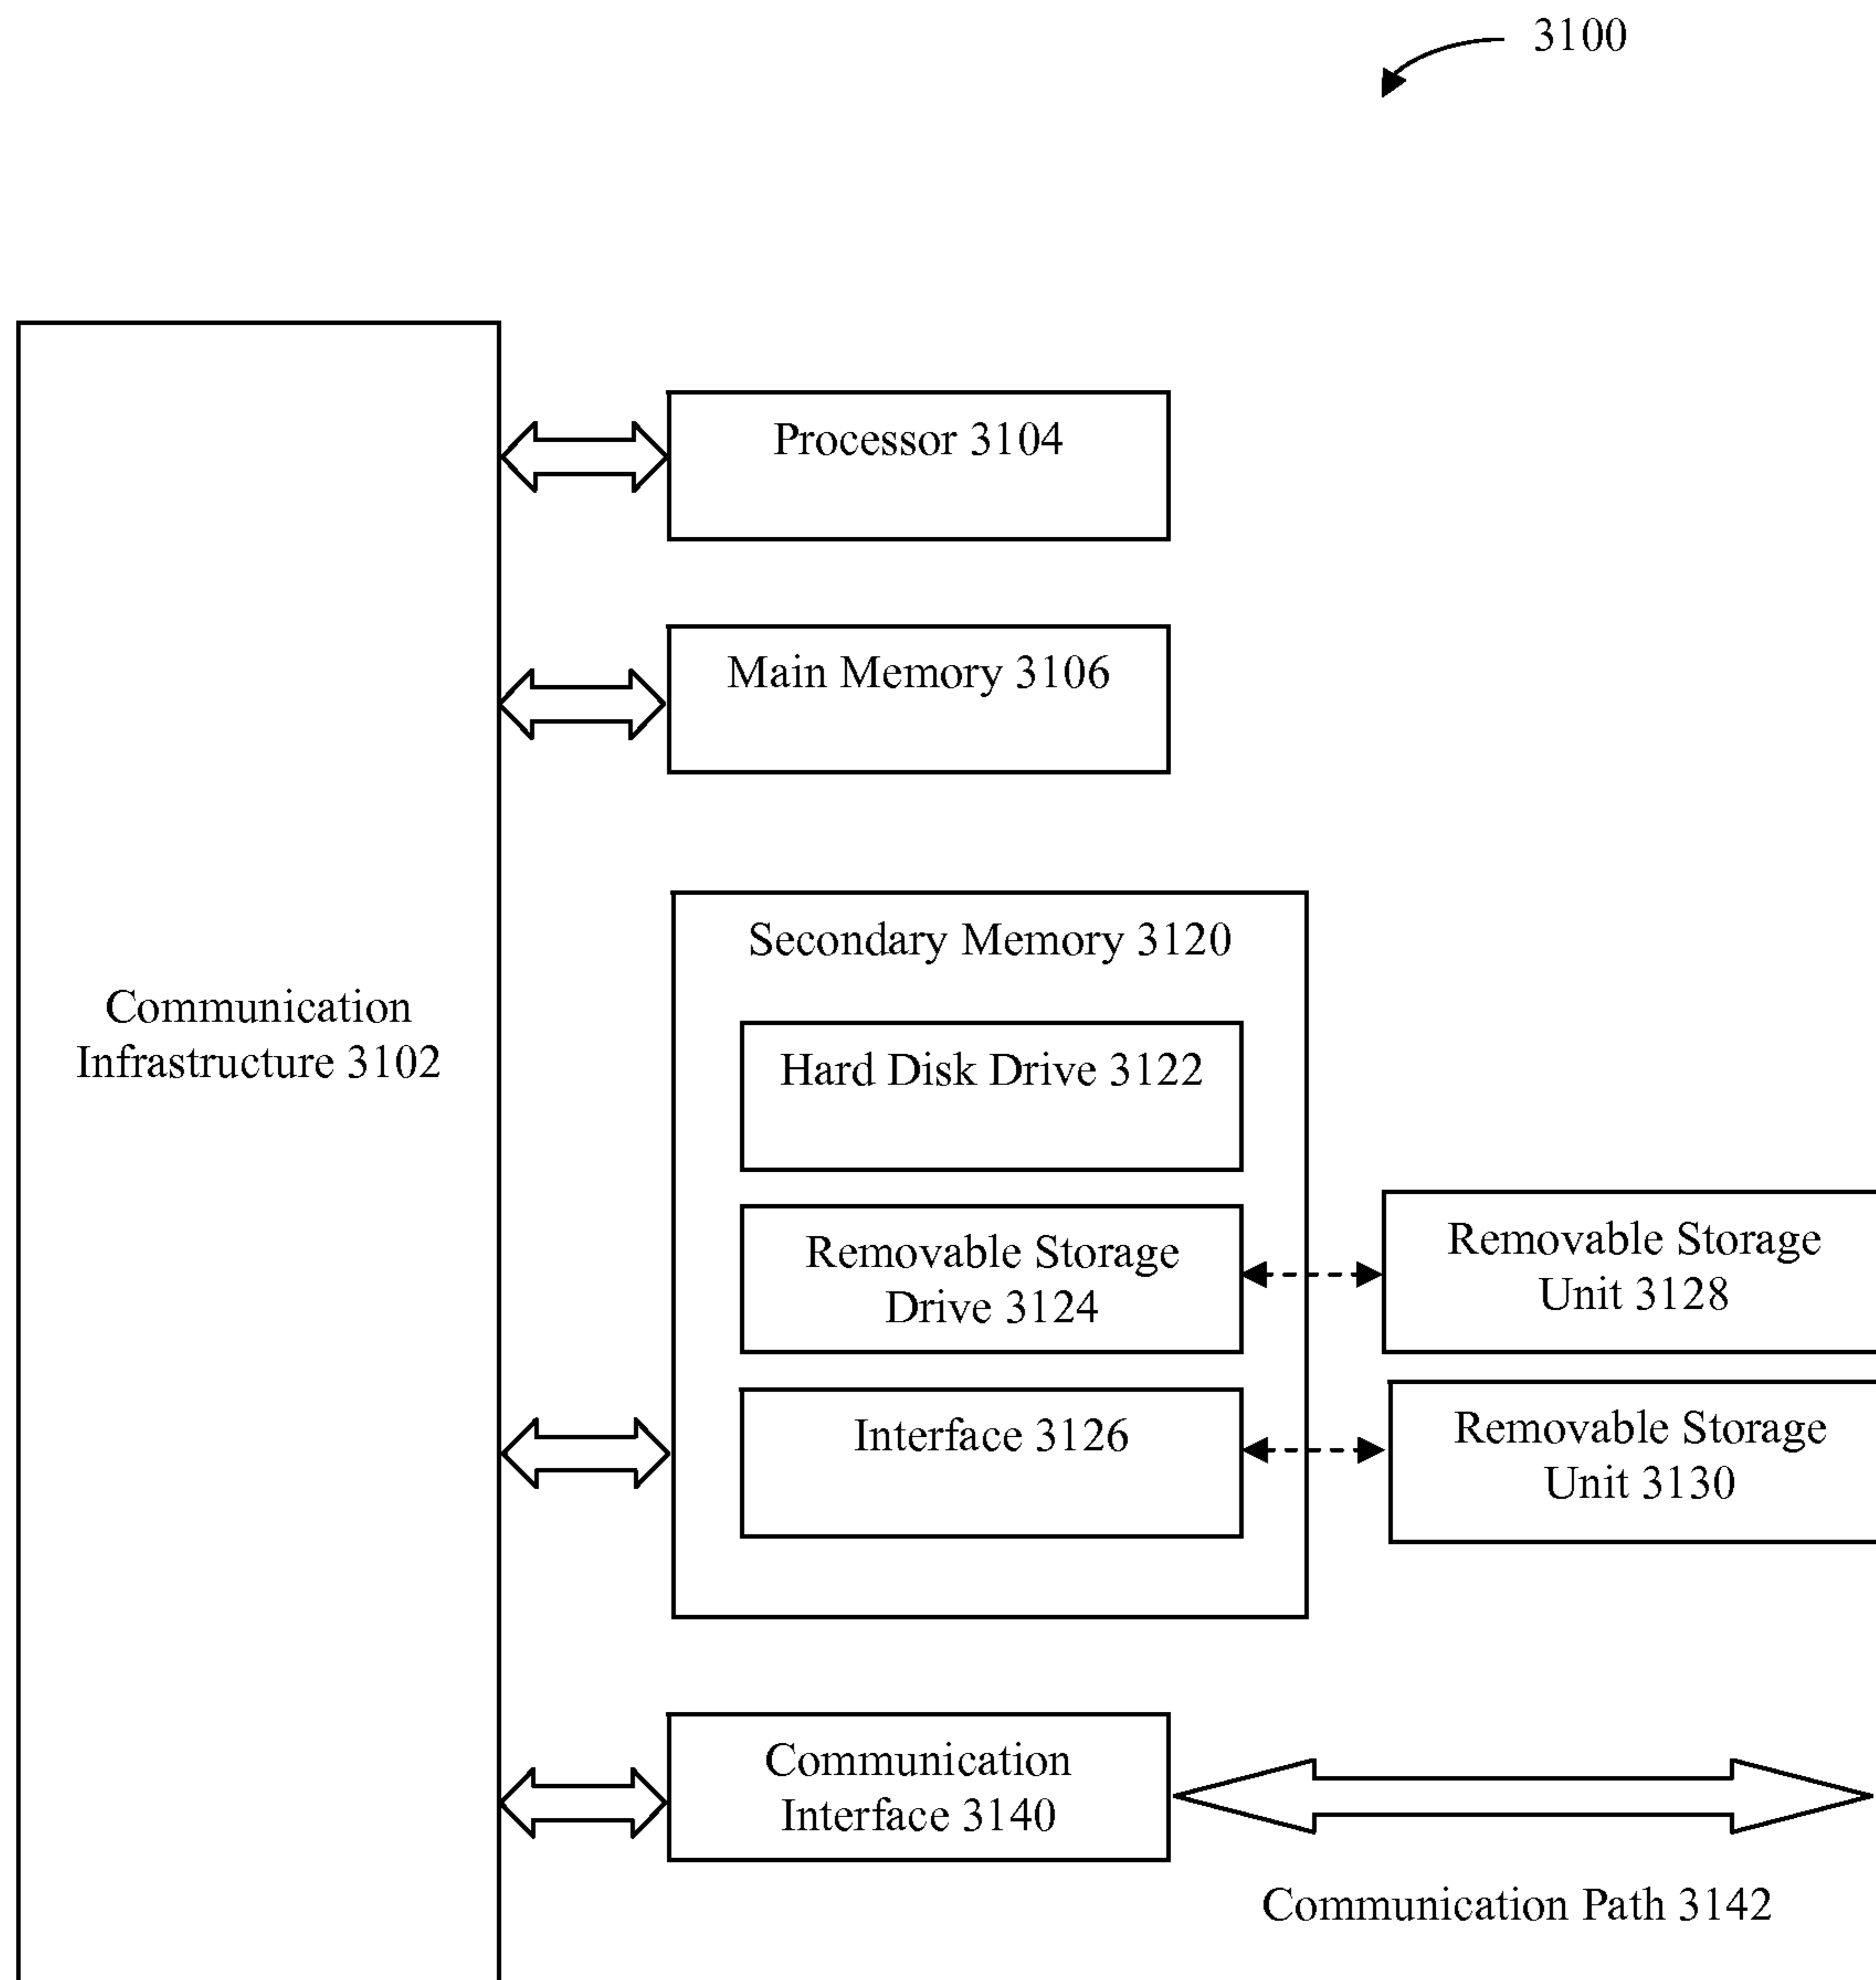 3100
Processor 3104
Main Memory 3106
Communication
Infrastructure 3102
Secondary Memory 3120
Hard Disk Drive 3122
Removable Storage
Drive 3124
Removable Storage
Unit 3128
Interface 3126
Removable Storage
Unit 3130
Communication
Interface 3140
Communication Path 3142